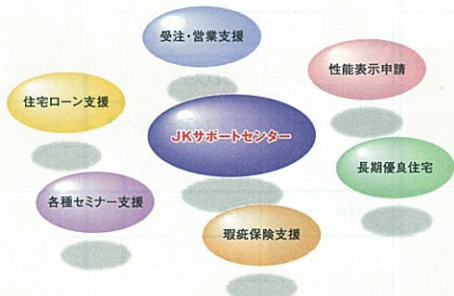 受注・営業支援
性能表示申請
住宅ローン支援
JKサポートセンター
長期優良住宅
各種セミナー支援
瑕疵保険支援